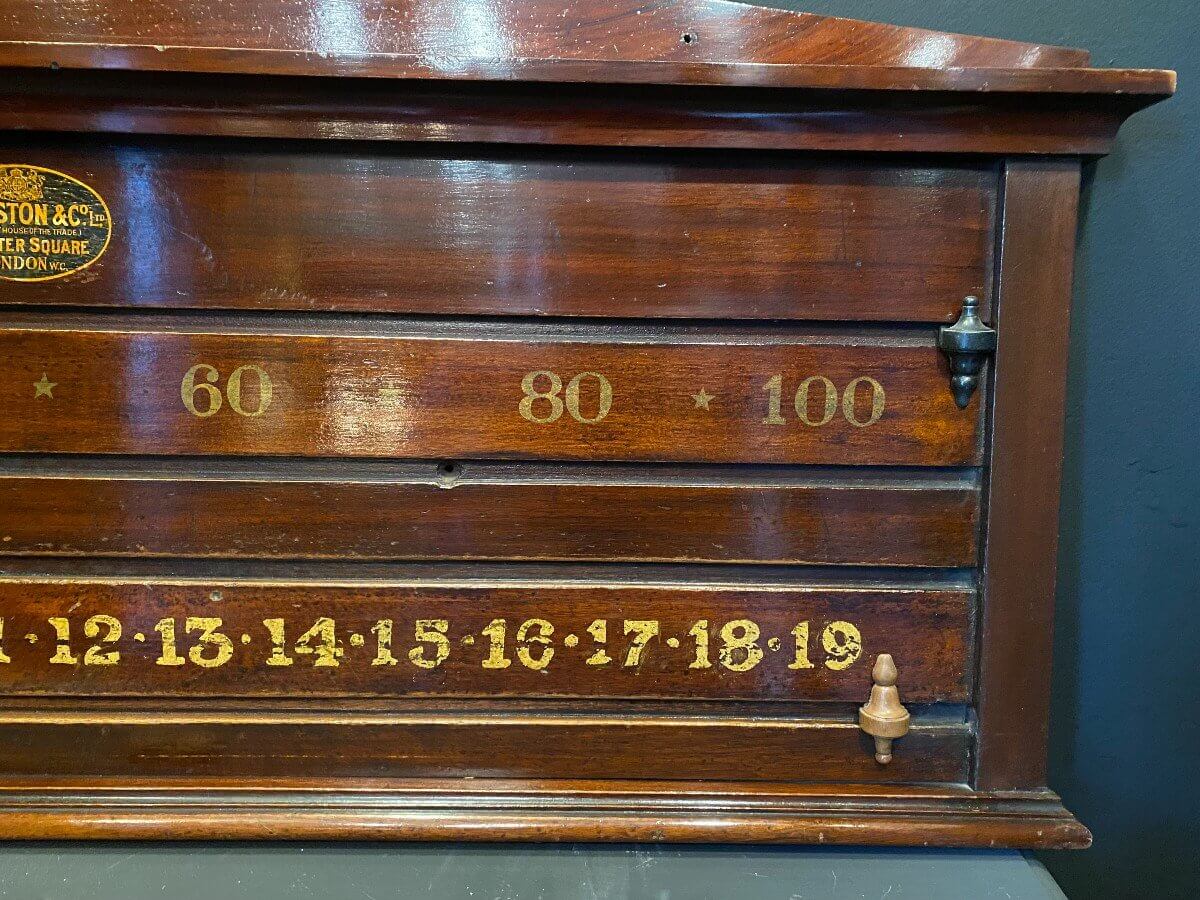 STON & Co. LTD
HOUSE OF THE TRADE.)
TER SQUARE
NDON W.C.
★ 60 ★ 80 ★ 100
· 12 · 13 · 14 · 15 · 16 · 17 · 18 · 19